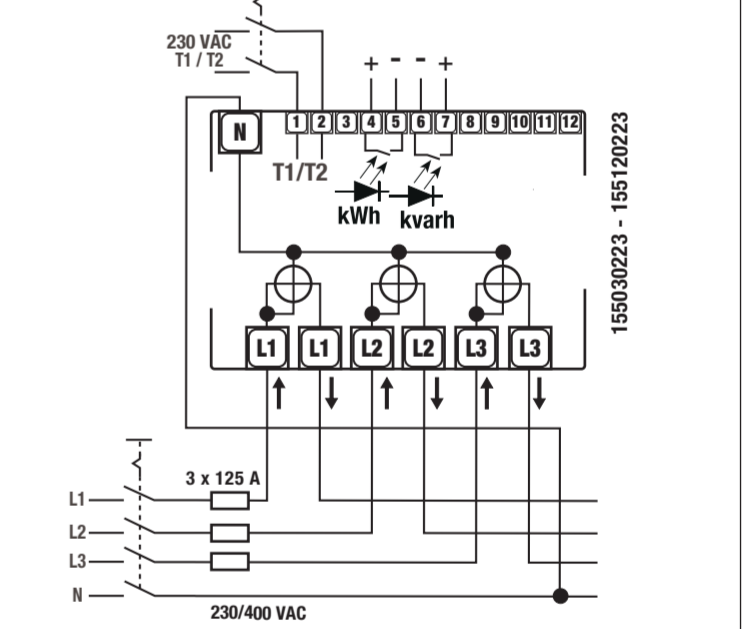 230 VAC
T1 / T2
+ - - +
N 1 2 3 4 5 6 7 8 9 10 11 12
T1/T2
kWh kvarh
155030223 - 155120223
L1 L1 L2 L2 L3 L3
3 x 125 A
L1
L2
L3
N
230/400 VAC